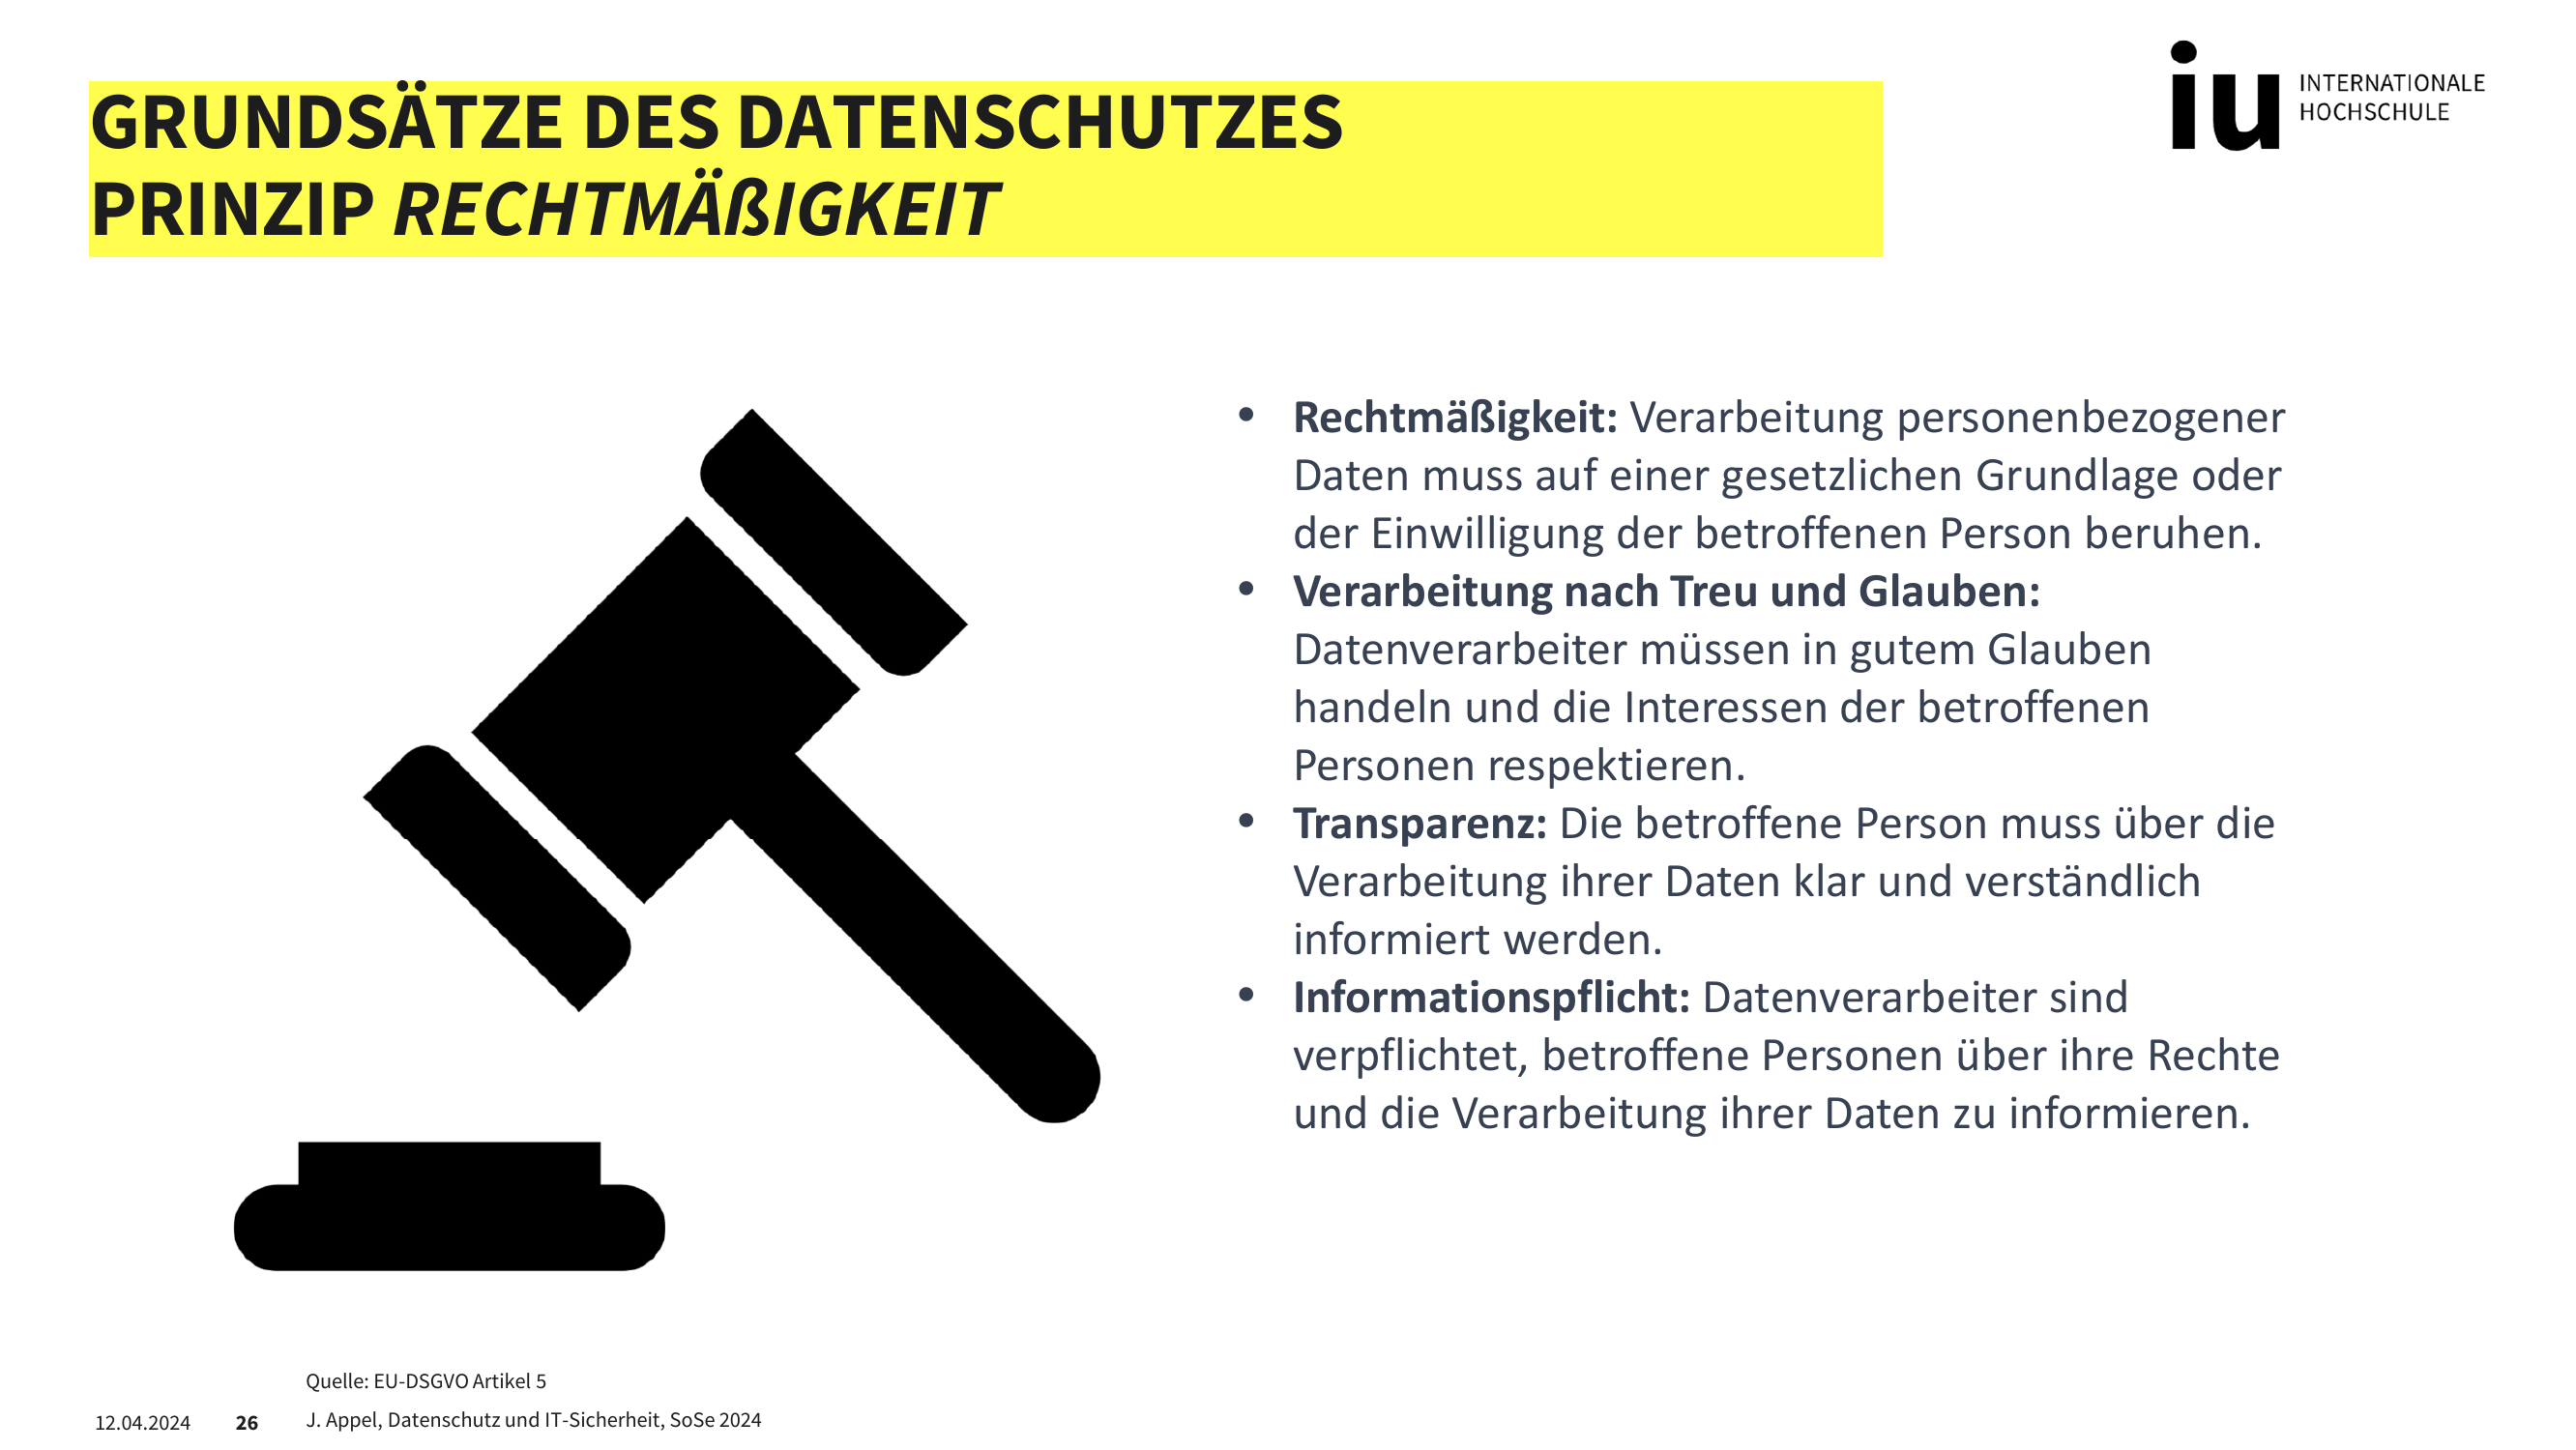 GRUNDSÄTZE DES DATENSCHUTZES
PRINZIP RECHTMÄßIGKEIT
iu INTERNATIONALE
HOCHSCHULE
• Rechtmäßigkeit: Verarbeitung personenbezogener
Daten muss auf einer gesetzlichen Grundlage oder
der Einwilligung der betroffenen Person beruhen.
• Verarbeitung nach Treu und Glauben:
Datenverarbeiter müssen in gutem Glauben
handeln und die Interessen der betroffenen
Personen respektieren.
• Transparenz: Die betroffene Person muss über die
Verarbeitung ihrer Daten klar und verständlich
informiert werden.
• Informationspflicht: Datenverarbeiter sind
verpflichtet, betroffene Personen über ihre Rechte
und die Verarbeitung ihrer Daten zu informieren.
Quelle: EU-DSGVO Artikel 5
12.04.2024 26 J. Appel, Datenschutz und IT-Sicherheit, SoSe 2024